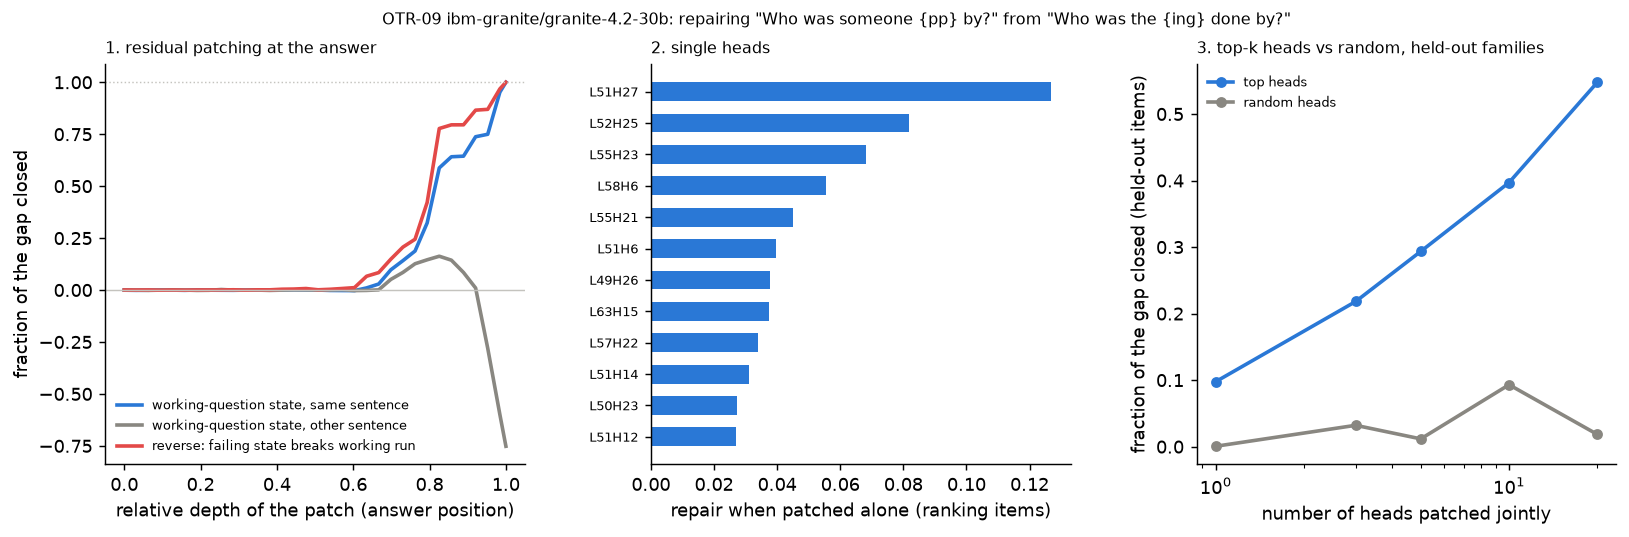 OTR-09 ibm-granite/granite-4.2-30b: repairing "Who was someone {pp} by?" from "Who was the {ing} done by?"
1. residual patching at the answer
fraction of the gap closed
1.00
0.75
0.50
0.25
0.00
−0.25
−0.50
−0.75
working-question state, same sentence
working-question state, other sentence
reverse: failing state breaks working run
0.0 0.2 0.4 0.6 0.8 1.0
relative depth of the patch (answer position)
2. single heads
L51H27
L52H25
L55H23
L58H6
L55H21
L51H6
L49H26
L63H15
L57H22
L51H14
L50H23
L51H12
0.00 0.02 0.04 0.06 0.08 0.10 0.12
repair when patched alone (ranking items)
3. top-k heads vs random, held-out families
fraction of the gap closed (held-out items)
top heads
random heads
0.5
0.4
0.3
0.2
0.1
0.0
10⁰ 10¹
number of heads patched jointly